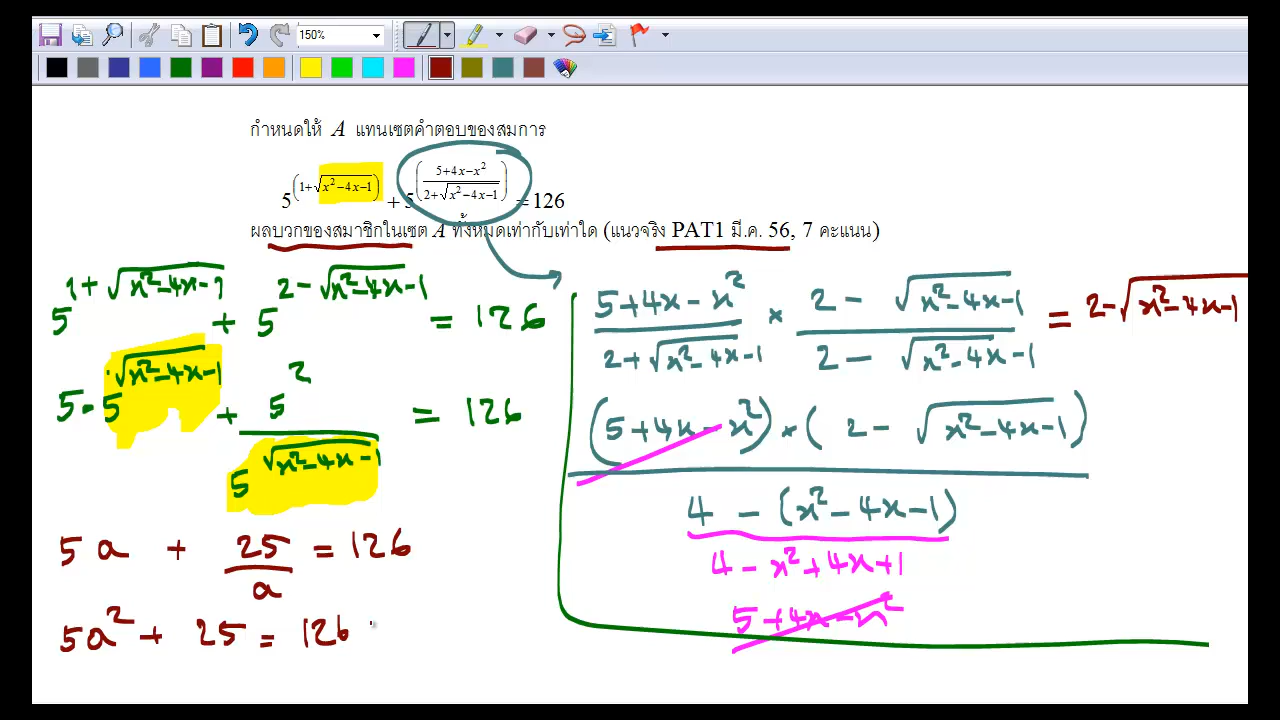 150%
กำหนดให้ A แทนเซตคำตอบของสมการ
5^(1+√(x²−4x−1)) + 5^((5+4x−x²)/(2+√(x²−4x−1))) = 126
ผลบวกของสมาชิกในเซต A ทั้งหมดเท่ากับเท่าใด (แนวจริง PAT1 มี.ค. 56, 7 คะแนน)
5^(1+√(x²−4x−1)) + 5^(2−√(x²−4x−1)) = 126
5·5^(√(x²−4x−1)) + 5²/5^(√(x²−4x−1)) = 126
5a + 25/a = 126
5a² + 25 = 126
(5+4x−x²)/(2+√(x²−4x−1)) × (2−√(x²−4x−1))/(2−√(x²−4x−1)) = 2−√(x²−4x−1)
(5+4x−x²) × (2−√(x²−4x−1))
4 − (x²−4x−1)
4 − x² + 4x + 1
5 + 4x − x²